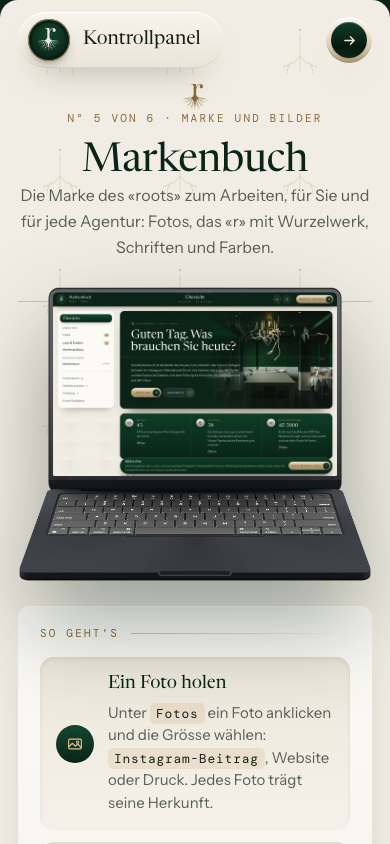 r
Kontrollpanel
r
N° 5 VON 6 · MARKE UND BILDER
Markenbuch
Die Marke des «roots» zum Arbeiten, für Sie und
für jede Agentur: Fotos, das «r» mit Wurzelwerk,
Schriften und Farben.
Markenbuch
Übersicht
Guten Tag. Was
brauchen Sie heute?
SO GEHT'S
Ein Foto holen
Unter Fotos ein Foto anklicken
und die Grösse wählen:
Instagram-Beitrag, Website
oder Druck. Jedes Foto trägt
seine Herkunft.